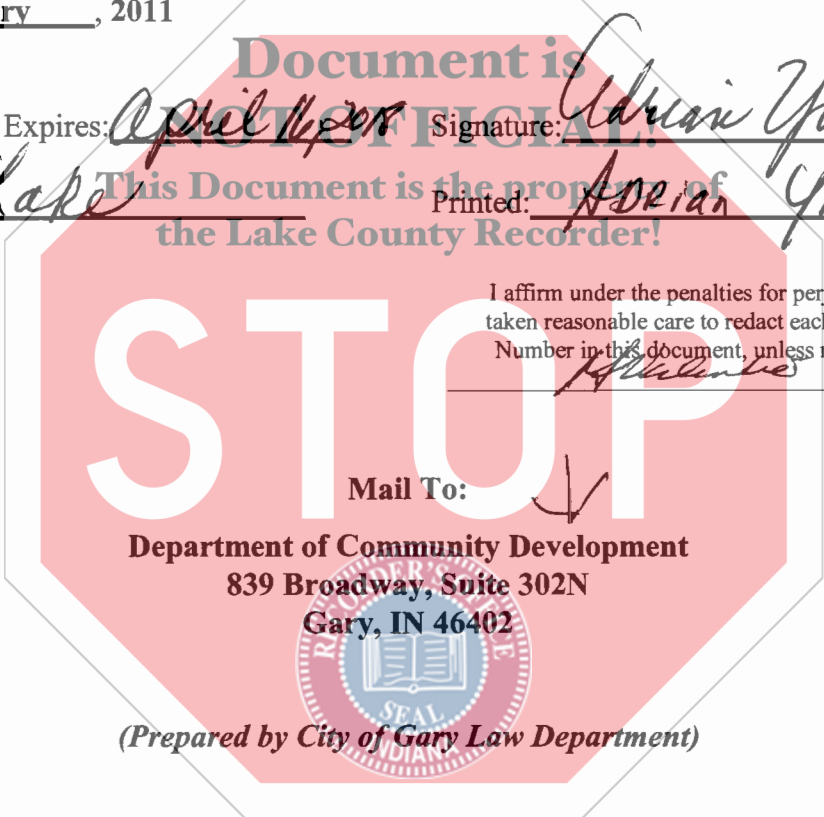 ry, 2011
Document is
NOT OFFICIAL!
Expires: April 16 Signature: Adrian
This Document is the property of
Lake Printed: Adrian
the Lake County Recorder!
I affirm under the penalties for per
taken reasonable care to redact each
Number in this document, unless
STOP
Mail To:
Department of Community Development
839 Broadway, Suite 302N
Gary, IN 46402
RECORDER'S OFFICE
SEAL
INDIANA
(Prepared by City of Gary Law Department)